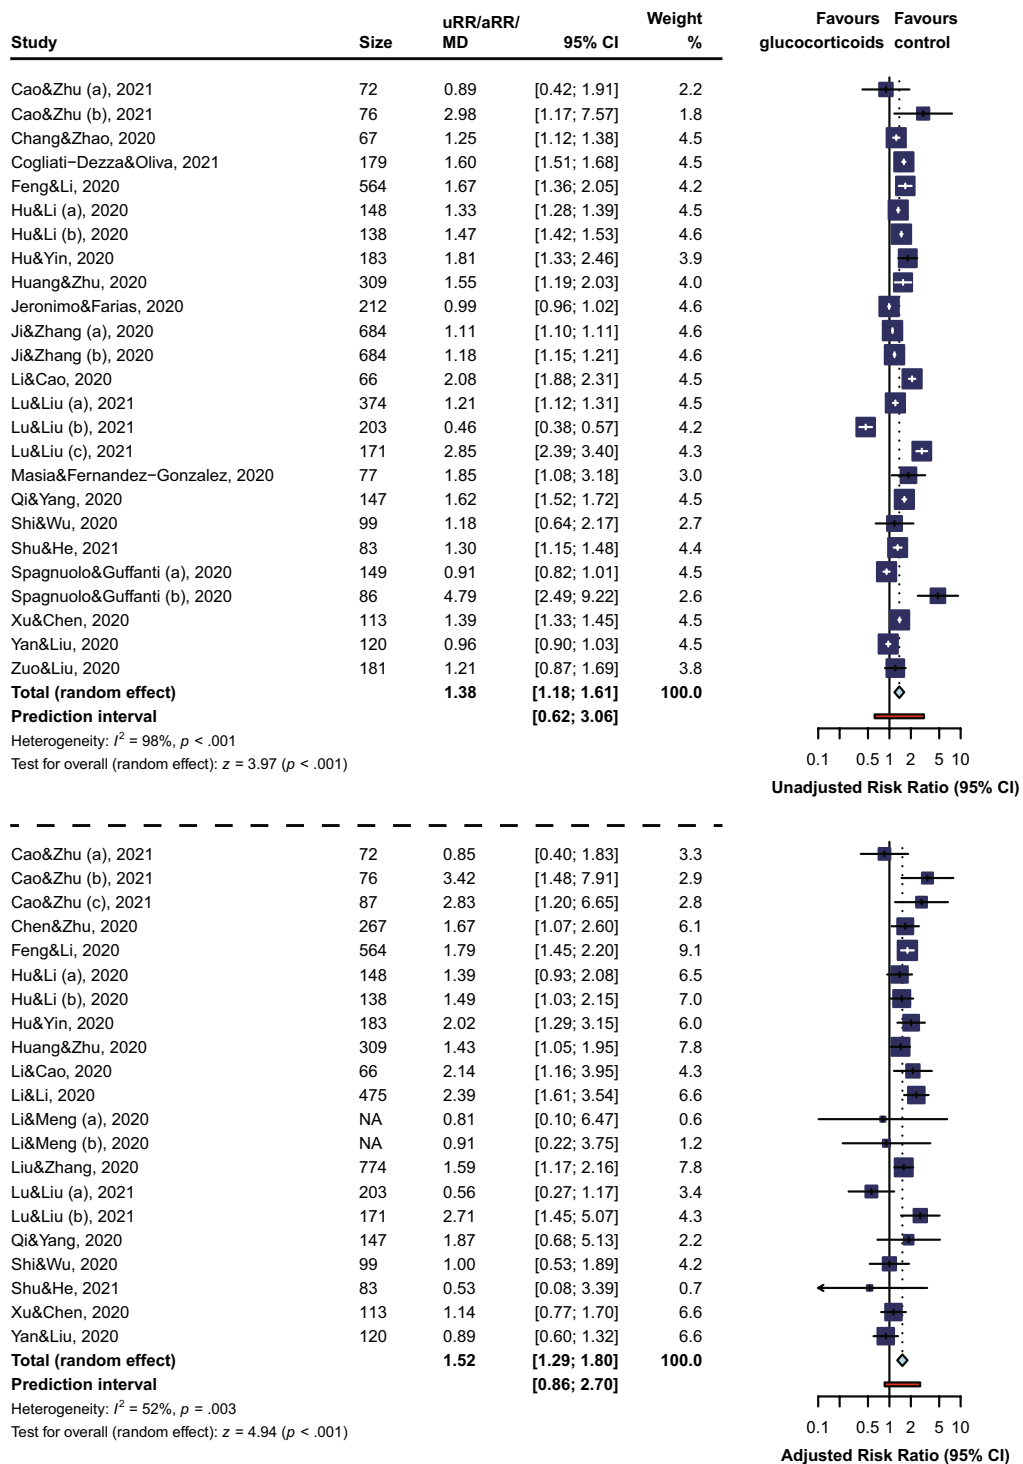 uRR/aRR/ Weight Favours Favours
Study Size MD 95% CI % glucocorticoids control
Cao&Zhu (a), 2021 72 0.89 [0.42; 1.91] 2.2
Cao&Zhu (b), 2021 76 2.98 [1.17; 7.57] 1.8
Chang&Zhao, 2020 67 1.25 [1.12; 1.38] 4.5
Cogliati−Dezza&Oliva, 2021 179 1.60 [1.51; 1.68] 4.5
Feng&Li, 2020 564 1.67 [1.36; 2.05] 4.2
Hu&Li (a), 2020 148 1.33 [1.28; 1.39] 4.5
Hu&Li (b), 2020 138 1.47 [1.42; 1.53] 4.6
Hu&Yin, 2020 183 1.81 [1.33; 2.46] 3.9
Huang&Zhu, 2020 309 1.55 [1.19; 2.03] 4.0
Jeronimo&Farias, 2020 212 0.99 [0.96; 1.02] 4.6
Ji&Zhang (a), 2020 684 1.11 [1.10; 1.11] 4.6
Ji&Zhang (b), 2020 684 1.18 [1.15; 1.21] 4.6
Li&Cao, 2020 66 2.08 [1.88; 2.31] 4.5
Lu&Liu (a), 2021 374 1.21 [1.12; 1.31] 4.5
Lu&Liu (b), 2021 203 0.46 [0.38; 0.57] 4.2
Lu&Liu (c), 2021 171 2.85 [2.39; 3.40] 4.3
Masia&Fernandez−Gonzalez, 2020 77 1.85 [1.08; 3.18] 3.0
Qi&Yang, 2020 147 1.62 [1.52; 1.72] 4.5
Shi&Wu, 2020 99 1.18 [0.64; 2.17] 2.7
Shu&He, 2021 83 1.30 [1.15; 1.48] 4.4
Spagnuolo&Guffanti (a), 2020 149 0.91 [0.82; 1.01] 4.5
Spagnuolo&Guffanti (b), 2020 86 4.79 [2.49; 9.22] 2.6
Xu&Chen, 2020 113 1.39 [1.33; 1.45] 4.5
Yan&Liu, 2020 120 0.96 [0.90; 1.03] 4.5
Zuo&Liu, 2020 181 1.21 [0.87; 1.69] 3.8
Total (random effect) 1.38 [1.18; 1.61] 100.0
Prediction interval [0.62; 3.06]
Heterogeneity: I² = 98%, p < .001
Test for overall (random effect): z = 3.97 (p < .001)
0.1 0.5 1 2 5 10
Unadjusted Risk Ratio (95% CI)
Cao&Zhu (a), 2021 72 0.85 [0.40; 1.83] 3.3
Cao&Zhu (b), 2021 76 3.42 [1.48; 7.91] 2.9
Cao&Zhu (c), 2021 87 2.83 [1.20; 6.65] 2.8
Chen&Zhu, 2020 267 1.67 [1.07; 2.60] 6.1
Feng&Li, 2020 564 1.79 [1.45; 2.20] 9.1
Hu&Li (a), 2020 148 1.39 [0.93; 2.08] 6.5
Hu&Li (b), 2020 138 1.49 [1.03; 2.15] 7.0
Hu&Yin, 2020 183 2.02 [1.29; 3.15] 6.0
Huang&Zhu, 2020 309 1.43 [1.05; 1.95] 7.8
Li&Cao, 2020 66 2.14 [1.16; 3.95] 4.3
Li&Li, 2020 475 2.39 [1.61; 3.54] 6.6
Li&Meng (a), 2020 NA 0.81 [0.10; 6.47] 0.6
Li&Meng (b), 2020 NA 0.91 [0.22; 3.75] 1.2
Liu&Zhang, 2020 774 1.59 [1.17; 2.16] 7.8
Lu&Liu (a), 2021 203 0.56 [0.27; 1.17] 3.4
Lu&Liu (b), 2021 171 2.71 [1.45; 5.07] 4.3
Qi&Yang, 2020 147 1.87 [0.68; 5.13] 2.2
Shi&Wu, 2020 99 1.00 [0.53; 1.89] 4.2
Shu&He, 2021 83 0.53 [0.08; 3.39] 0.7
Xu&Chen, 2020 113 1.14 [0.77; 1.70] 6.6
Yan&Liu, 2020 120 0.89 [0.60; 1.32] 6.6
Total (random effect) 1.52 [1.29; 1.80] 100.0
Prediction interval [0.86; 2.70]
Heterogeneity: I² = 52%, p = .003
Test for overall (random effect): z = 4.94 (p < .001)
0.1 0.5 1 2 5 10
Adjusted Risk Ratio (95% CI)